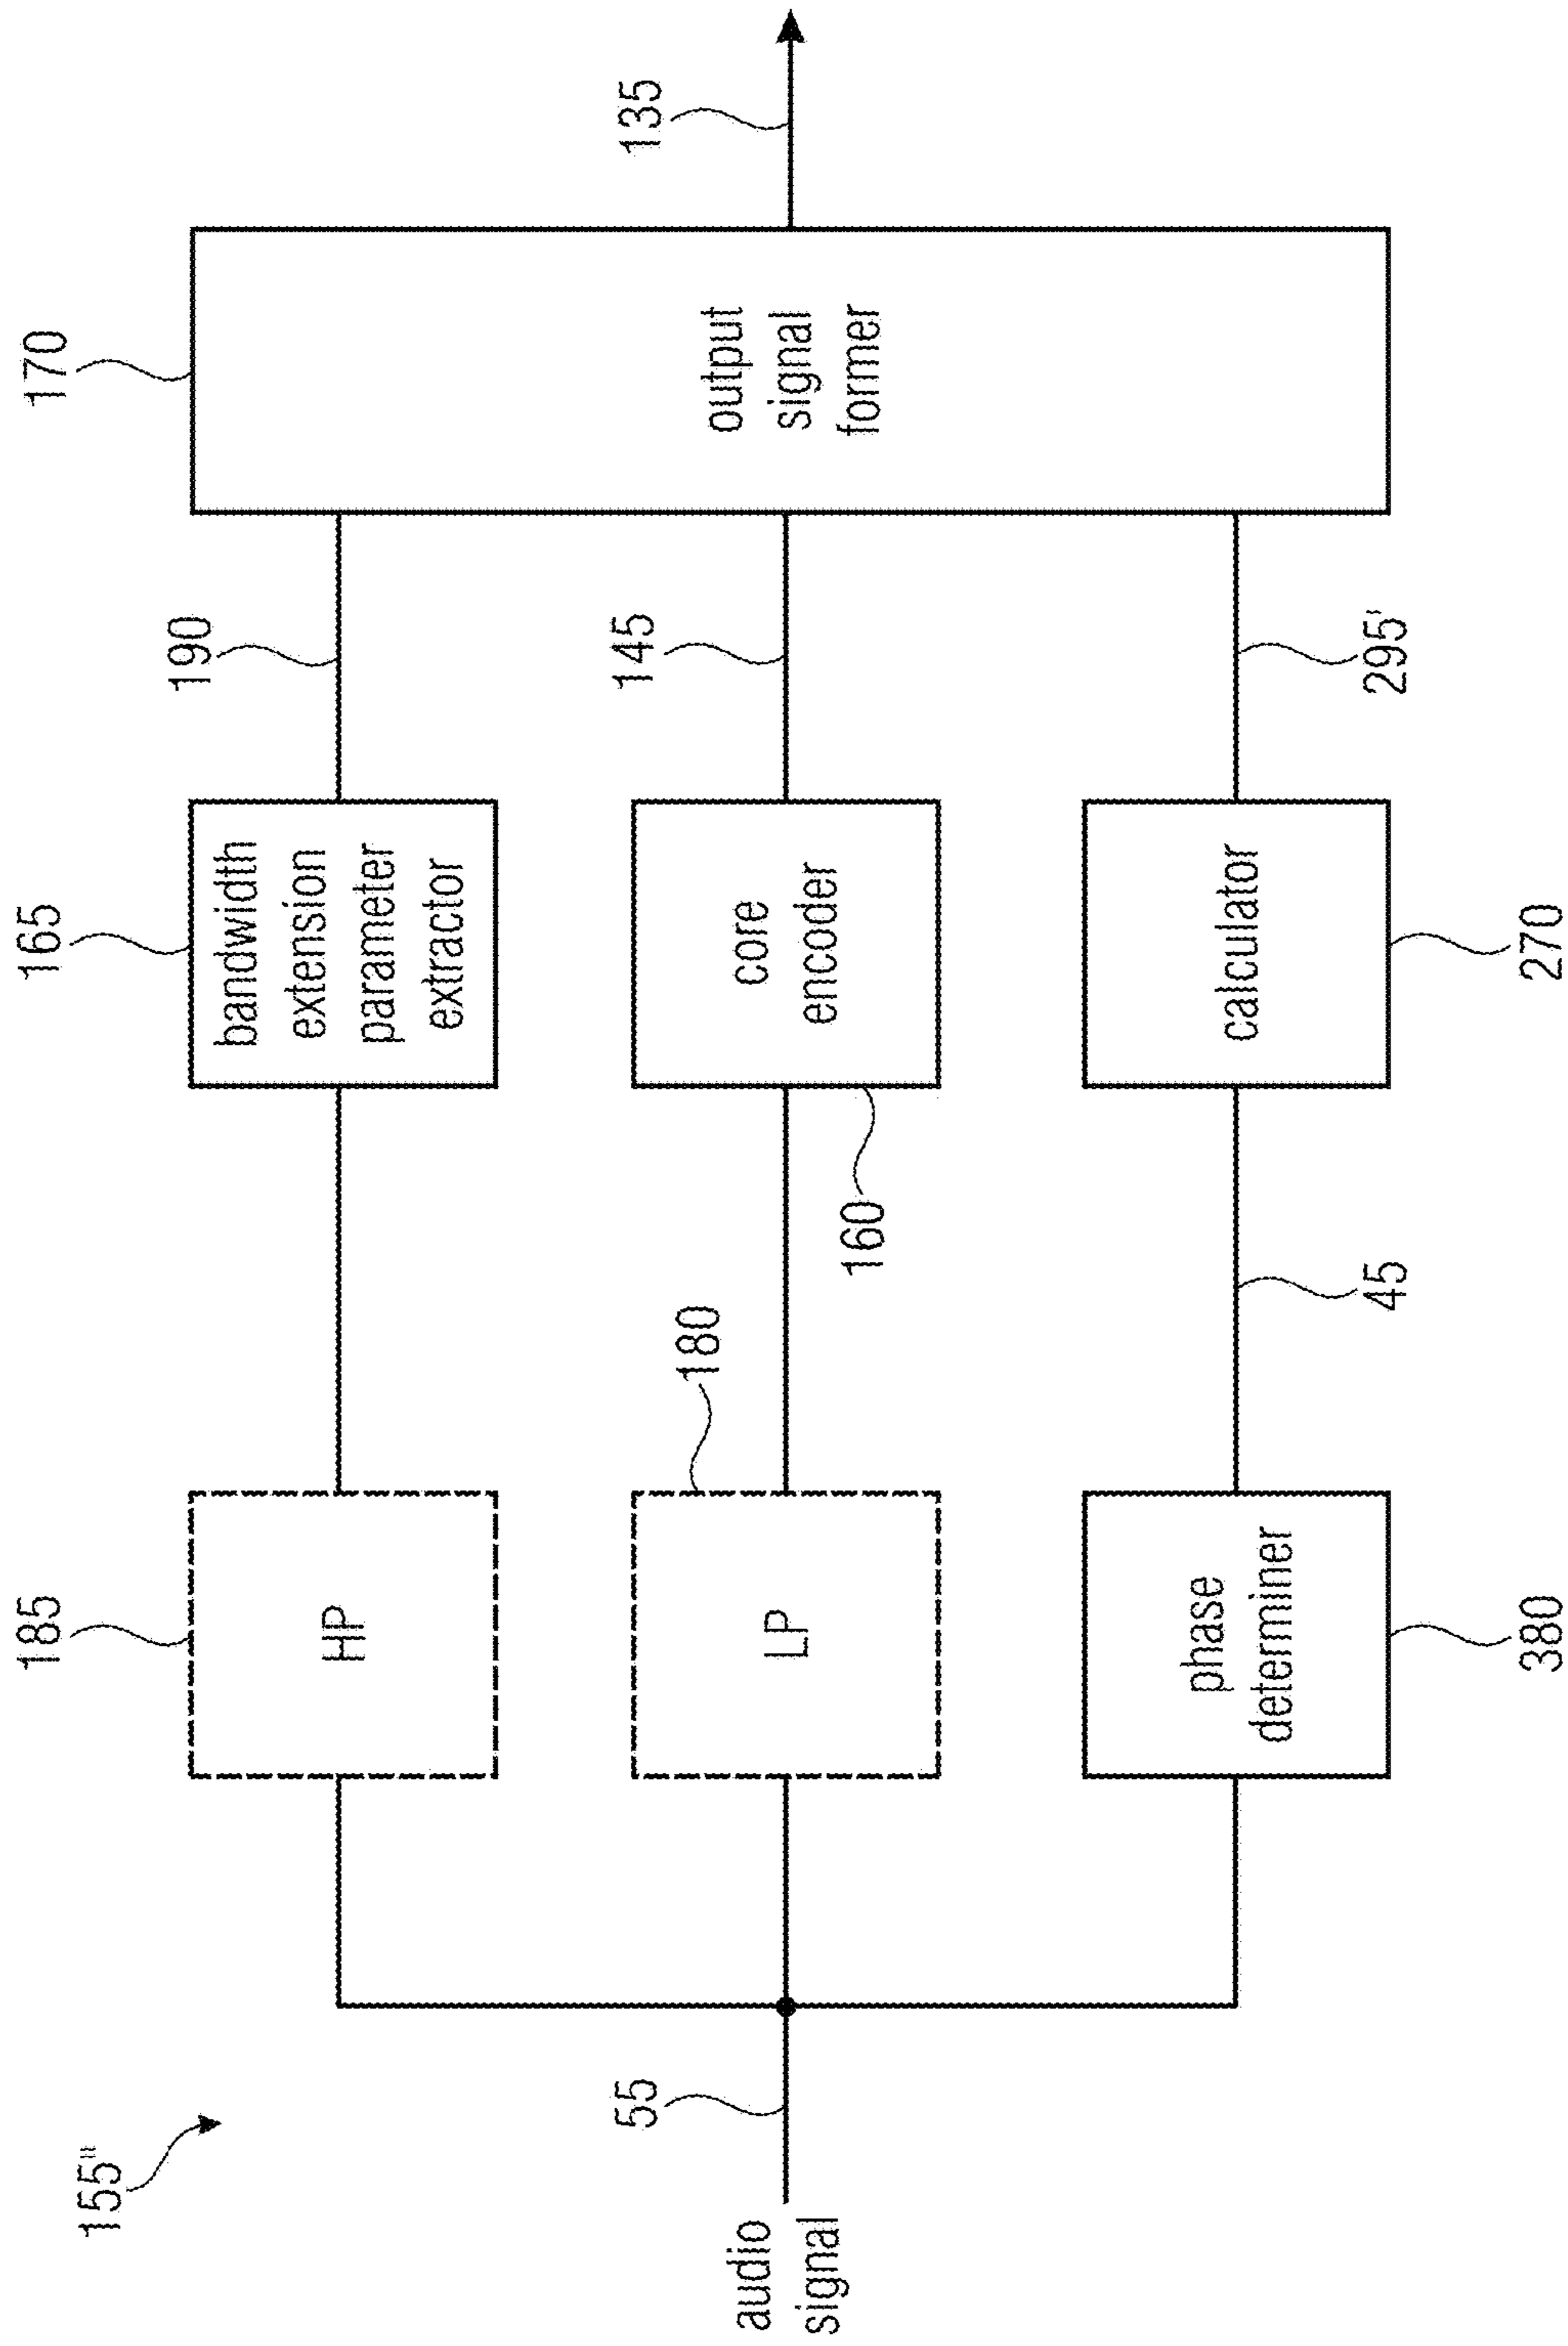 155"
185
165
170
190
HP
bandwidth
extension
parameter
extractor
55
180
145
135
audio
signal
LP
core
encoder
output
signal
former
160
phase
determiner
calculator
45
295'
380
270